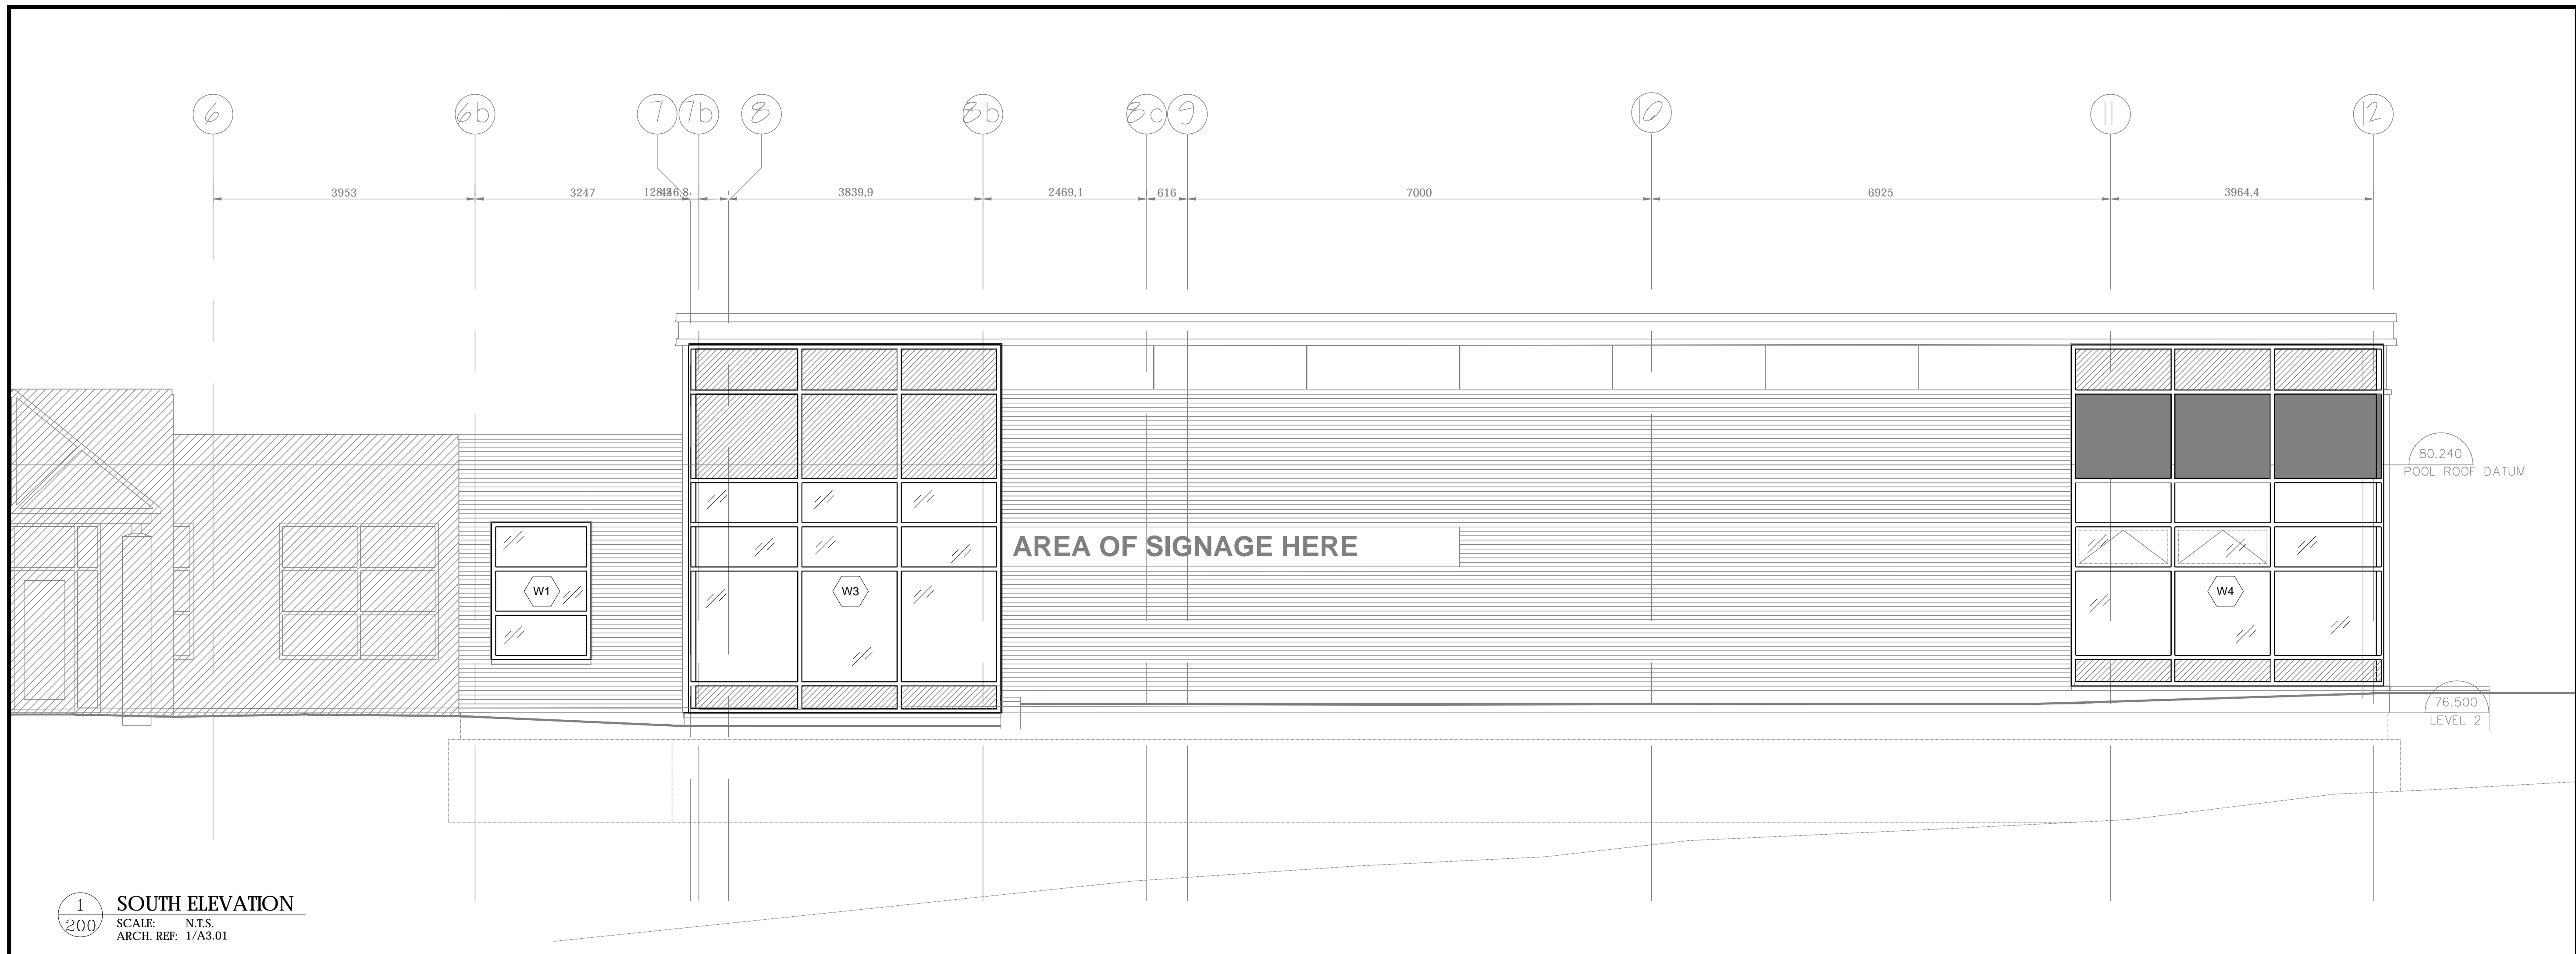 6 6b 7 7b 8 8b 8c 9 10 11 12
3953 3247 3839,9 2469,1 616 7000 6925 3964,4
80.240
POOL ROOF DATUM
AREA OF SIGNAGE HERE
W1 W3 W4
76.500
LEVEL 2
1
200
SOUTH ELEVATION
SCALE: N.T.S.
ARCH. REF: 1/A3.01